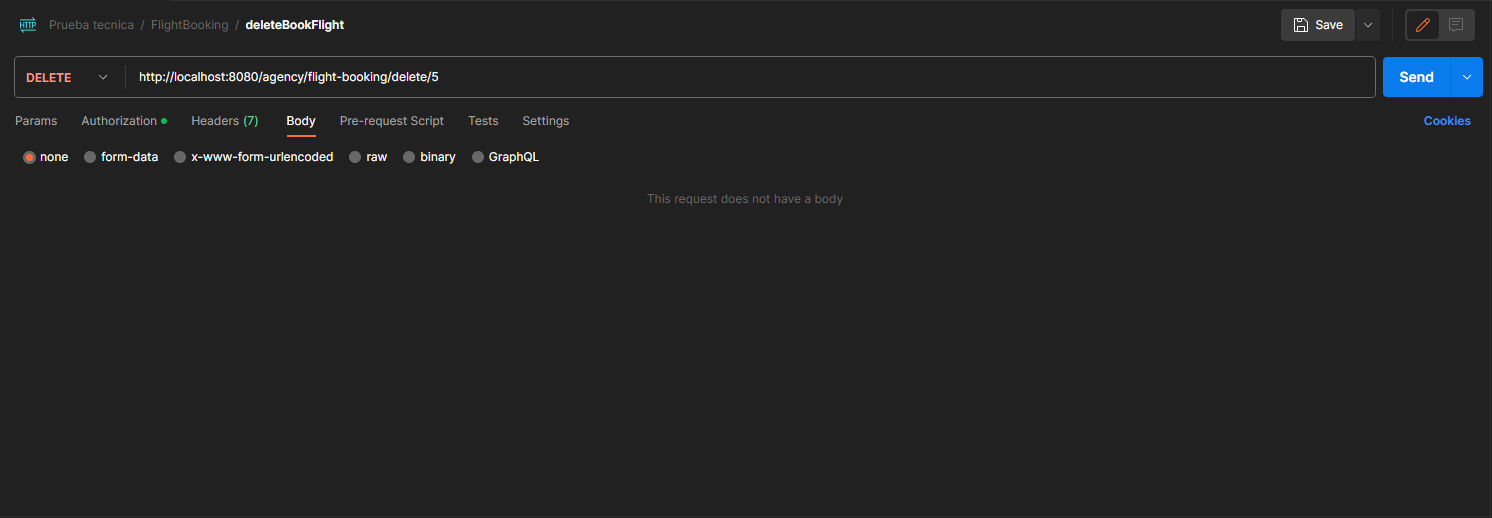 HTTP Prueba tecnica / FlightBooking / deleteBookFlight Save
DELETE http://localhost:8080/agency/flight-booking/delete/5 Send
Params Authorization Headers (7) Body Pre-request Script Tests Settings Cookies
none form-data x-www-form-urlencoded raw binary GraphQL
This request does not have a body